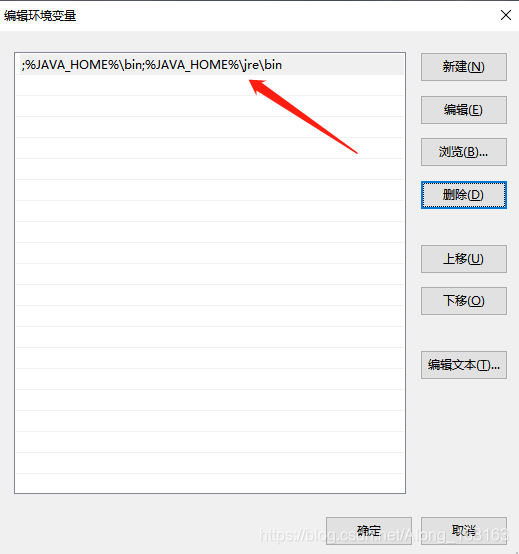 编辑环境变量
;%JAVA_HOME%\bin;%JAVA_HOME%\jre\bin
新建(N)
编辑(E)
浏览(B)...
删除(D)
上移(U)
下移(O)
编辑文本(T)...
确定
取消